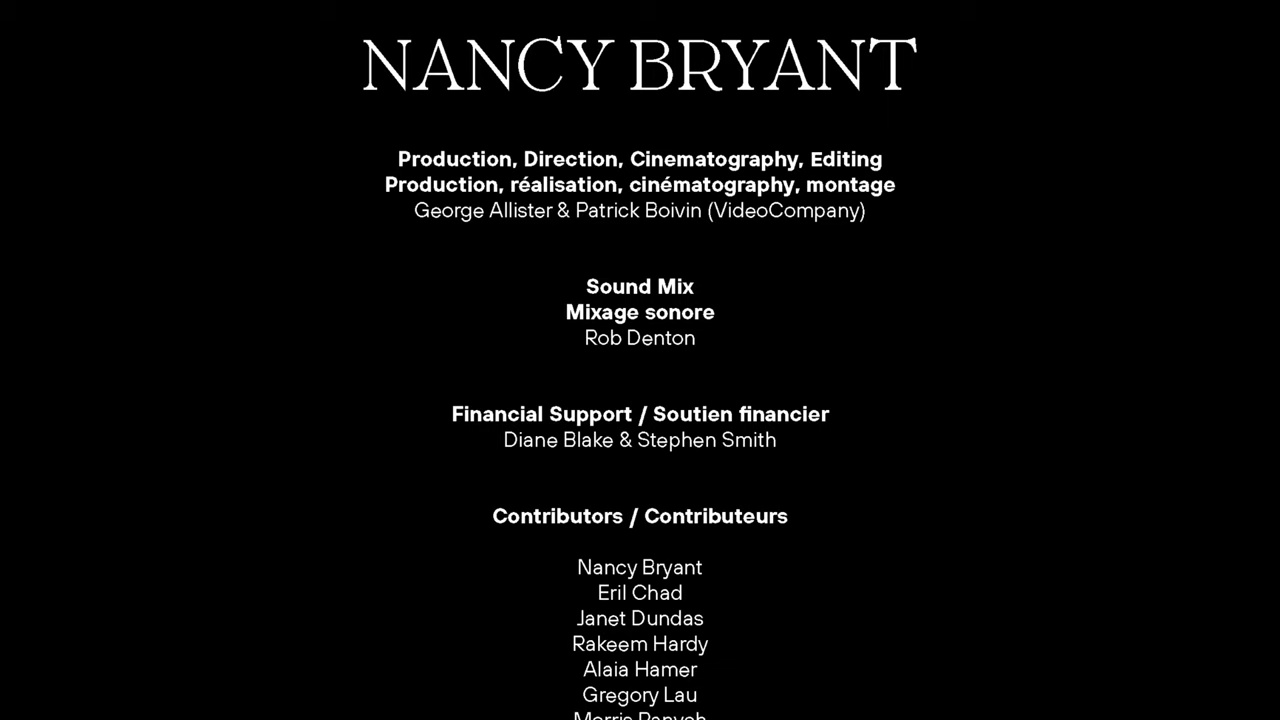 NANCY BRYANT
Production, Direction, Cinematography, Editing
Production, réalisation, cinématography, montage
George Allister & Patrick Boivin (VideoCompany)
Sound Mix
Mixage sonore
Rob Denton
Financial Support / Soutien financier
Diane Blake & Stephen Smith
Contributors / Contributeurs
Nancy Bryant
Eril Chad
Janet Dundas
Rakeem Hardy
Alaia Hamer
Gregory Lau
Morris